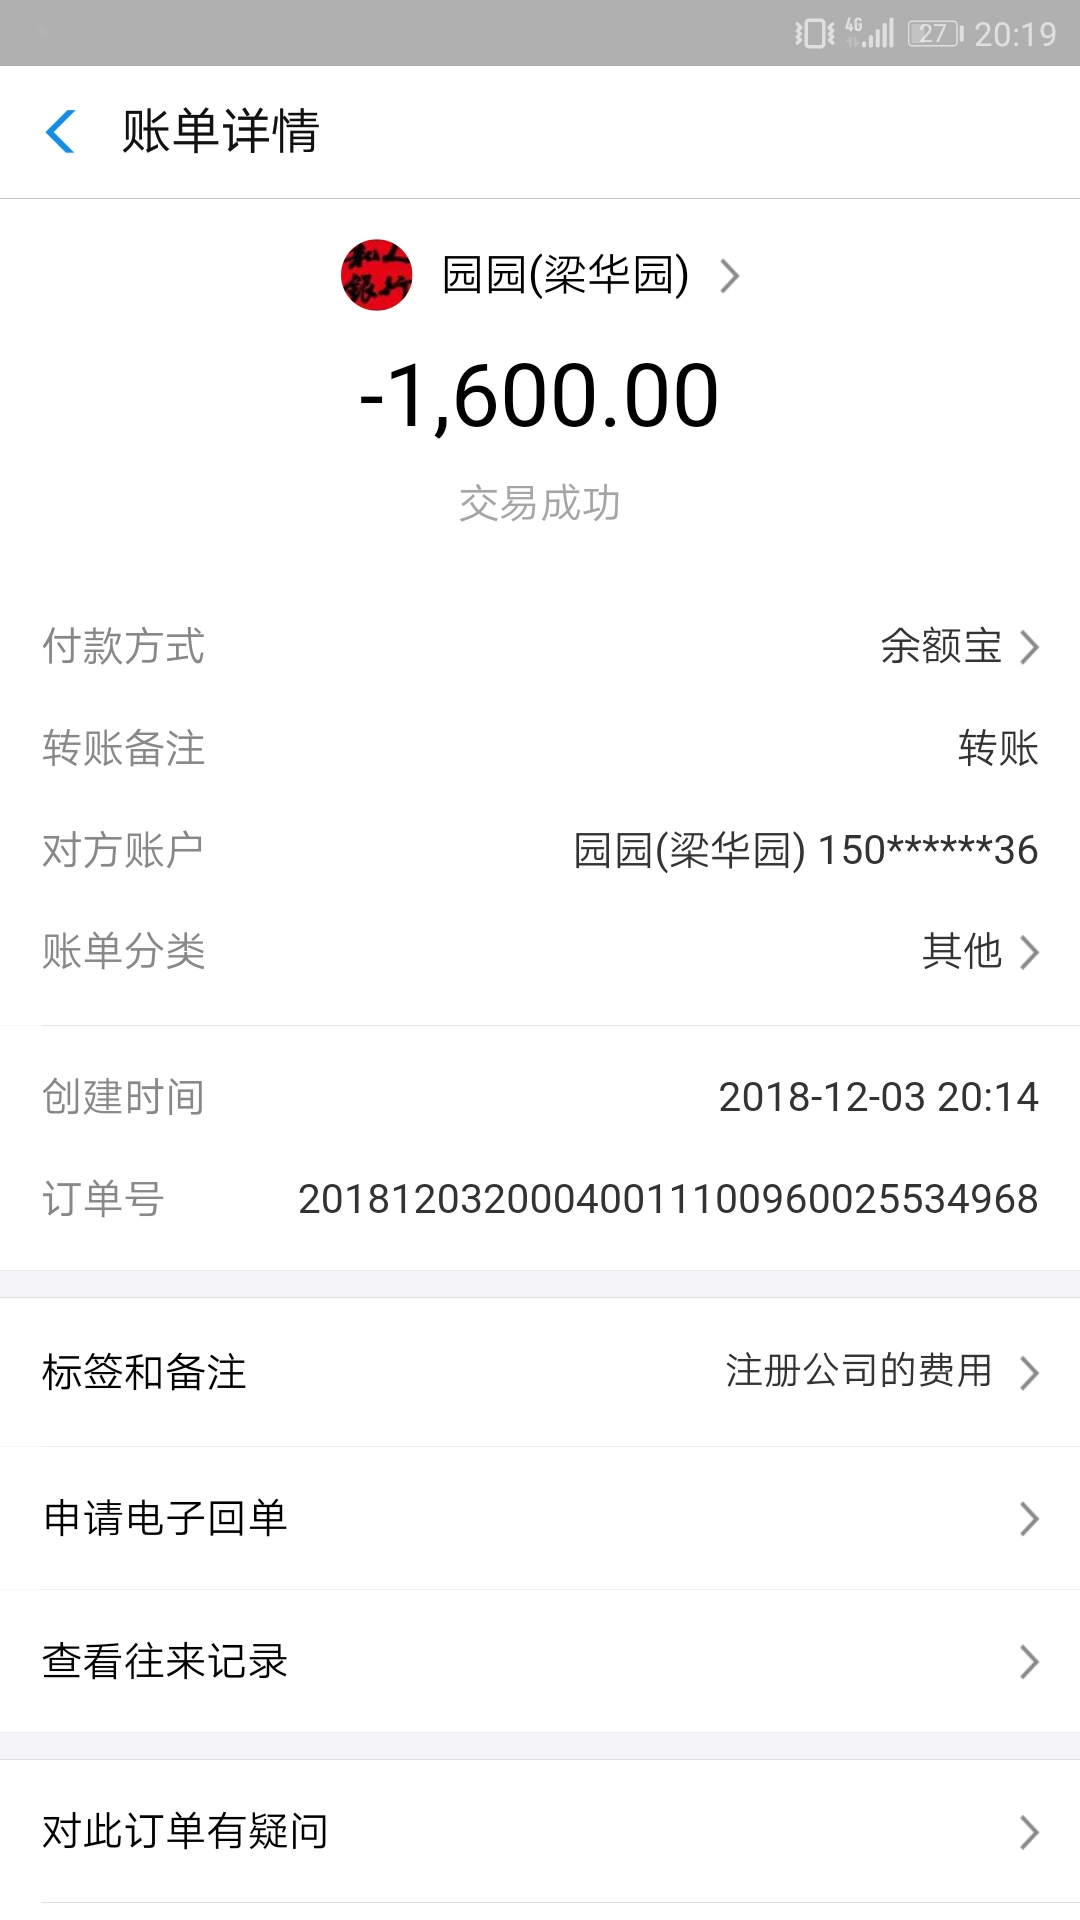 4G 27 20:19
账单详情
私人
銀行
园园(梁华园)
-1,600.00
交易成功
付款方式 余额宝
转账备注 转账
对方账户 园园(梁华园) 150******36
账单分类 其他
创建时间 2018-12-03 20:14
订单号 20181203200040011100960025534968
标签和备注 注册公司的费用
申请电子回单
查看往来记录
对此订单有疑问